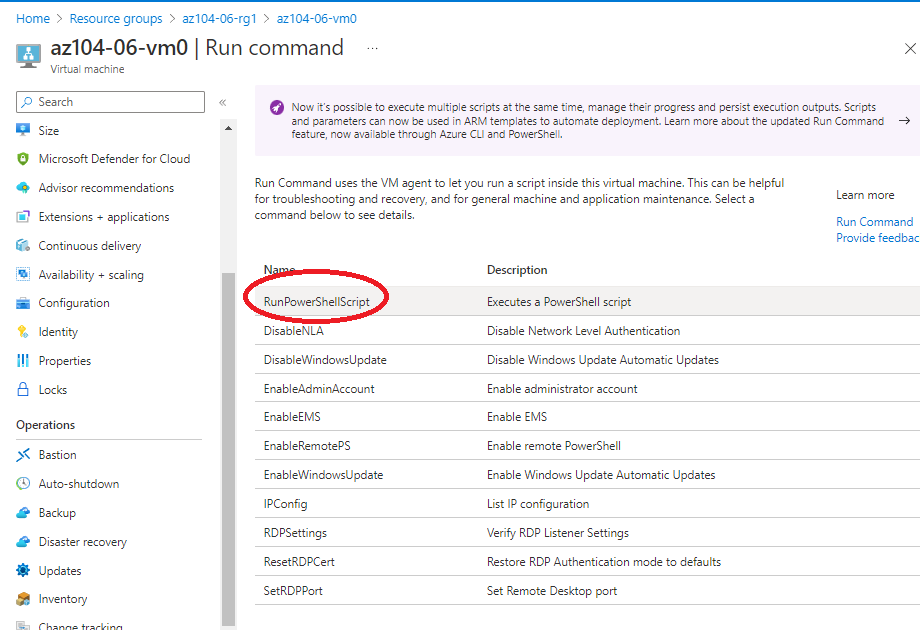 Home > Resource groups > az104-06-rg1 > az104-06-vm0
az104-06-vm0 | Run command ...
Virtual machine
Search
«
Size
Microsoft Defender for Cloud
Advisor recommendations
Extensions + applications
Continuous delivery
Availability + scaling
Configuration
Identity
Properties
Locks
Operations
Bastion
Auto-shutdown
Backup
Disaster recovery
Updates
Inventory
Change tracking
Now it's possible to execute multiple scripts at the same time, manage their progress and persist execution outputs. Scripts
and parameters can now be used in ARM templates to automate deployment. Learn more about the updated Run Command
feature, now available through Azure CLI and PowerShell.
Run Command uses the VM agent to let you run a script inside this virtual machine. This can be helpful
for troubleshooting and recovery, and for general machine and application maintenance. Select a
command below to see details.
Learn more
Run Command
Provide feedbac
Name Description
RunPowerShellScript Executes a PowerShell script
DisableNLA Disable Network Level Authentication
DisableWindowsUpdate Disable Windows Update Automatic Updates
EnableAdminAccount Enable administrator account
EnableEMS Enable EMS
EnableRemotePS Enable remote PowerShell
EnableWindowsUpdate Enable Windows Update Automatic Updates
IPConfig List IP configuration
RDPSettings Verify RDP Listener Settings
ResetRDPCert Restore RDP Authentication mode to defaults
SetRDPPort Set Remote Desktop port